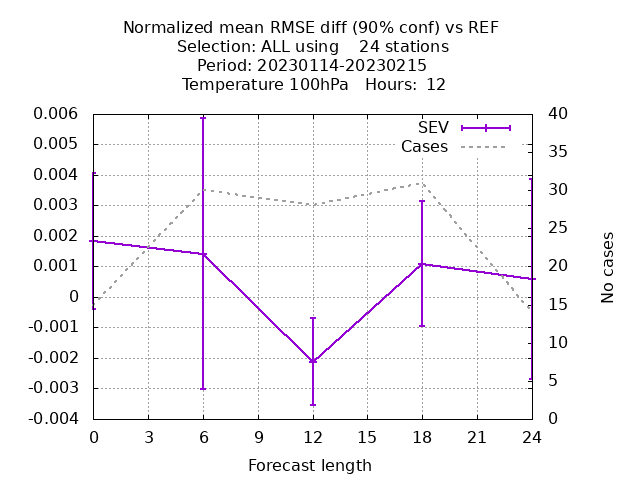 Normalized mean RMSE diff (90% conf) vs REF
Selection: ALL using    24 stations
Period: 20230114-20230215
Temperature 100hPa   Hours:  12
SEV
Cases
0.006
0.005
0.004
0.003
0.002
0.001
0
-0.001
-0.002
-0.003
-0.004
40
35
30
25
20
15
10
5
0
No cases
0 3 6 9 12 15 18 21 24
Forecast length